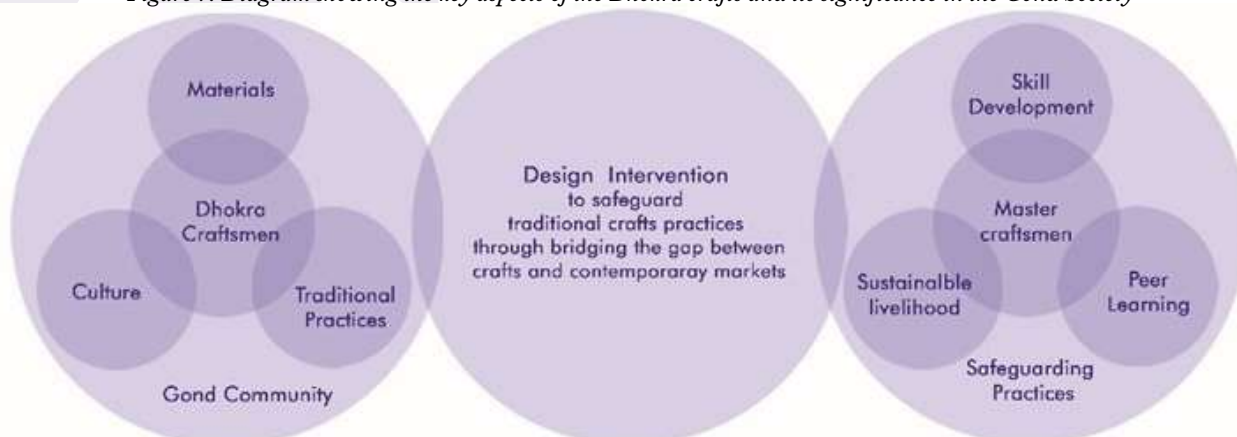 Materials
Dhokra
Craftsmen
Culture
Traditional
Practices
Gond Community
Design Intervention
to safeguard
traditional crafts practices
through bridging the gap between
crafts and contemporaray markets
Skill
Development
Master
craftsmen
Sustainalble
livelihood
Peer
Learning
Safeguarding
Practices